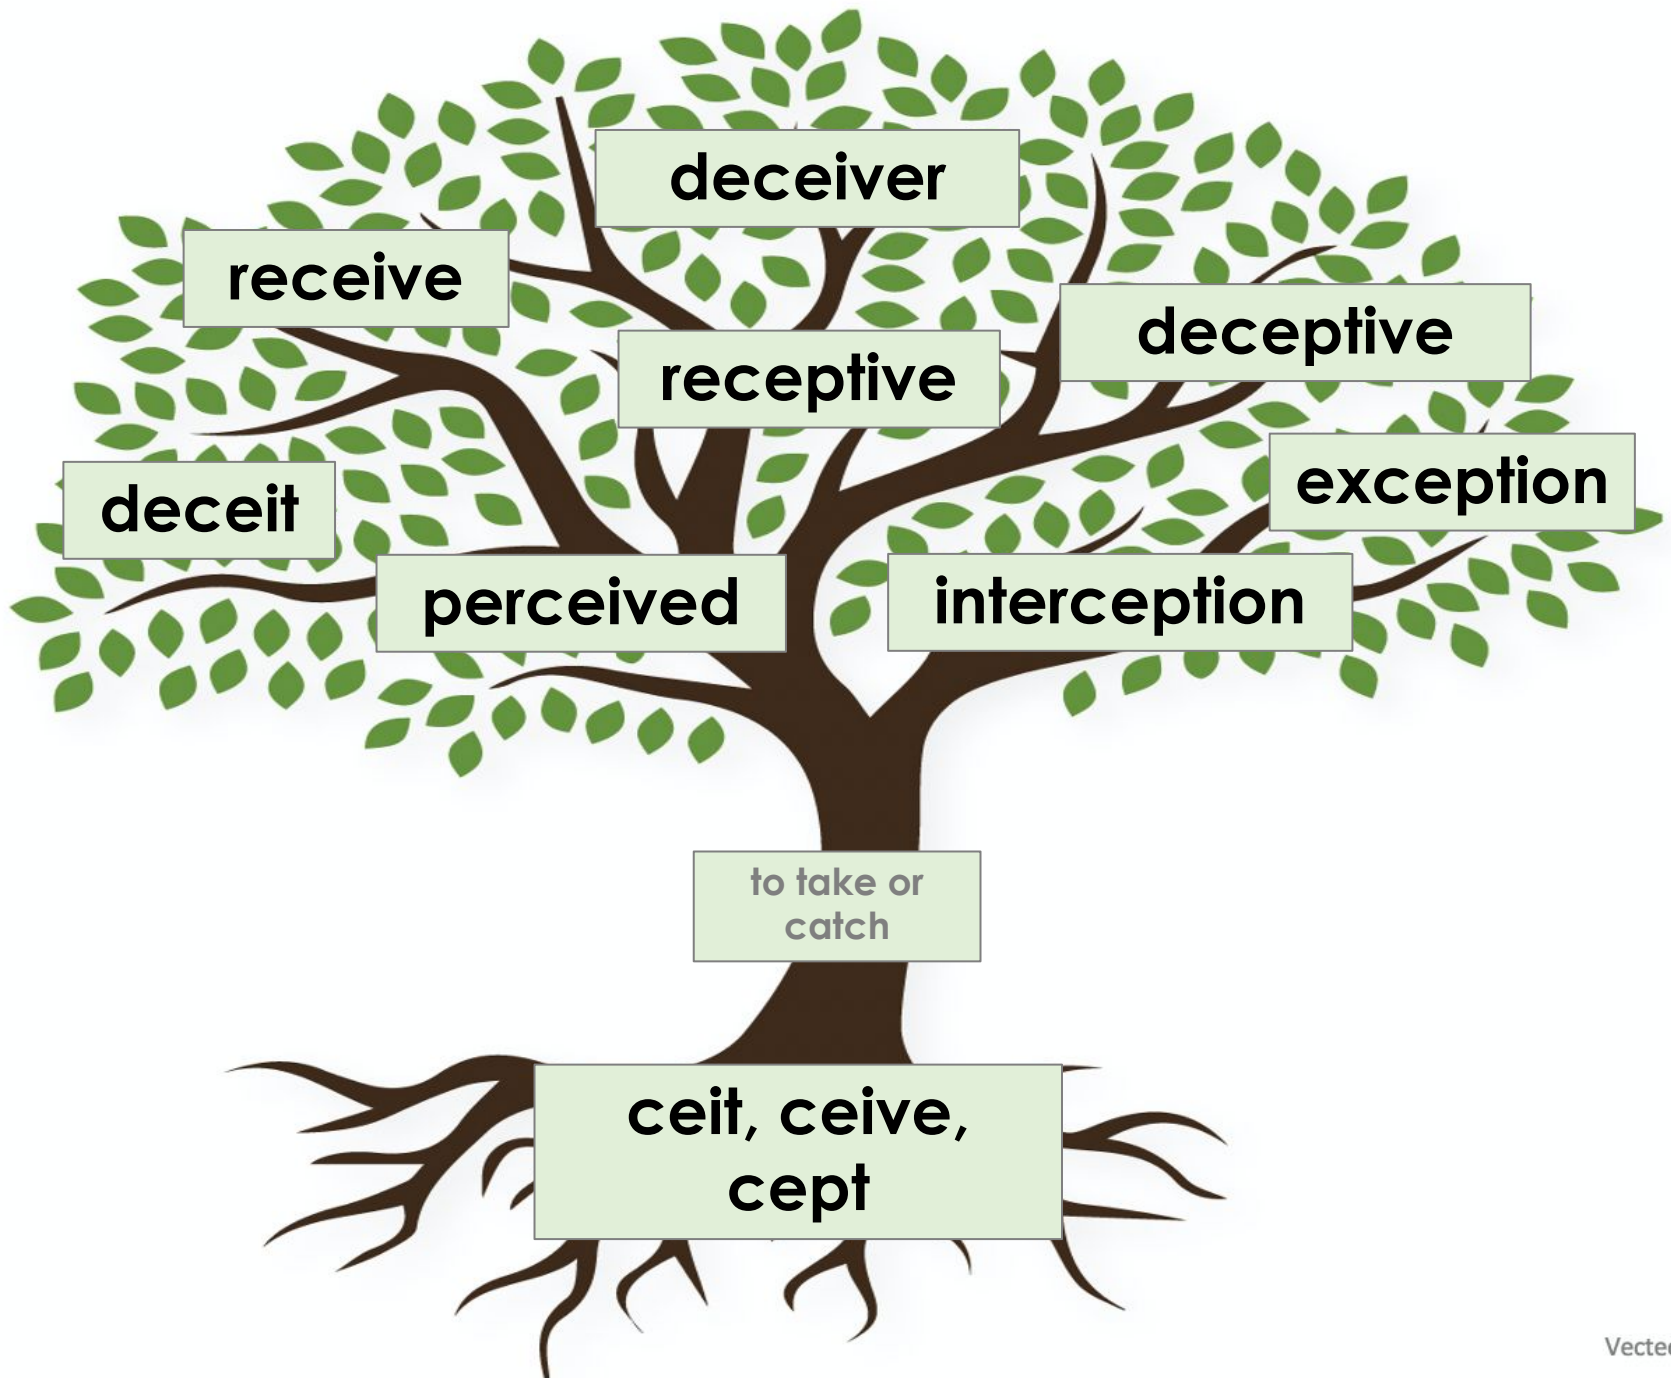 deceiver
receive
deceptive
receptive
exception
deceit
perceived
interception
to take or
catch
ceit, ceive,
cept